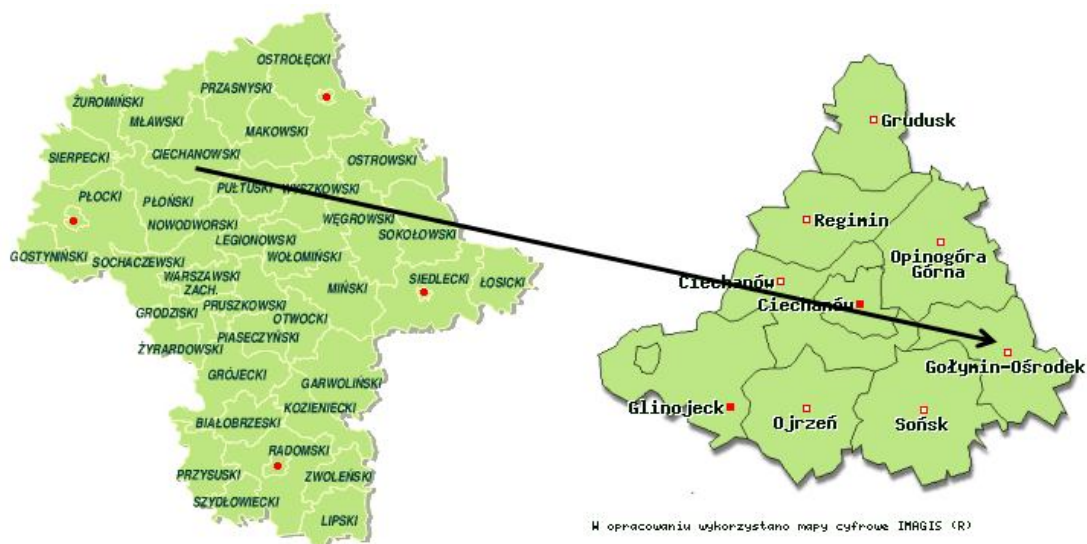 OSTROŁĘCKI
PRZASNYSKI
ŻUROMIŃSKI
MŁAWSKI
MAKOWSKI
CIECHANOWSKI
OSTROWSKI
SIERPECKI
PŁOCKI
PŁOŃSKI
PUŁTUSKI
WYSZKOWSKI
NOWODWORSKI
WĘGROWSKI
SOKOŁOWSKI
LEGIONOWSKI
GOSTYNIŃSKI
SOCHACZEWSKI
WOŁOMIŃSKI
WARSZAWSKI
ZACH.
MIŃSKI
SIEDLECKI
ŁOSICKI
GRODZISKI
PRUSZKOWSKI
OTWOCKI
PIASECZYŃSKI
ŻYRARDOWSKI
GRÓJECKI
GARWOLIŃSKI
KOZIENIECKI
BIAŁOBRZESKI
RADOMSKI
PRZYSUSKI
ZWOLEŃSKI
SZYDŁOWIECKI
LIPSKI
Grudusk
Regimin
Opinogóra
Górna
Ciechanów
Ciechanów
Gołymin-Ośrodek
Glinojeck
Ojrzeń
Sońsk
W opracowaniu wykorzystano mapy cyfrowe IMAGIS (R)